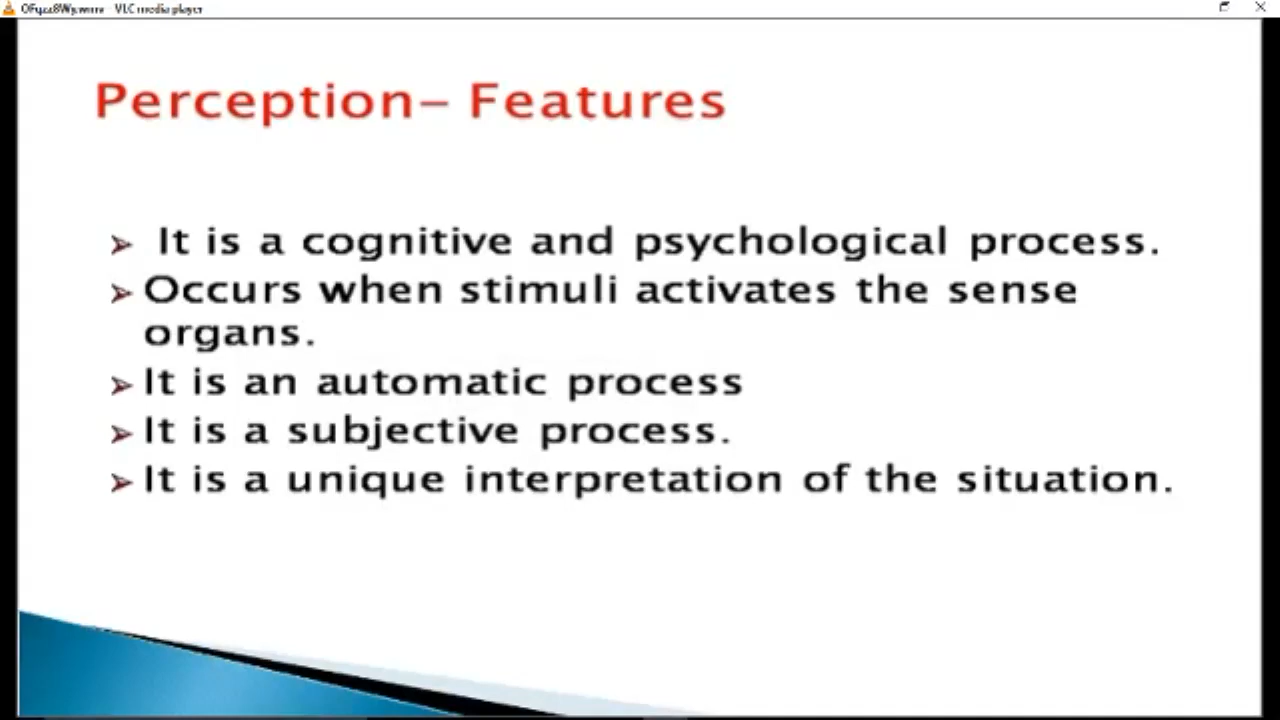 Perception– Features
➢ It is a cognitive and psychological process.
➢ Occurs when stimuli activates the sense
organs.
➢ It is an automatic process
➢ It is a subjective process.
➢ It is a unique interpretation of the situation.